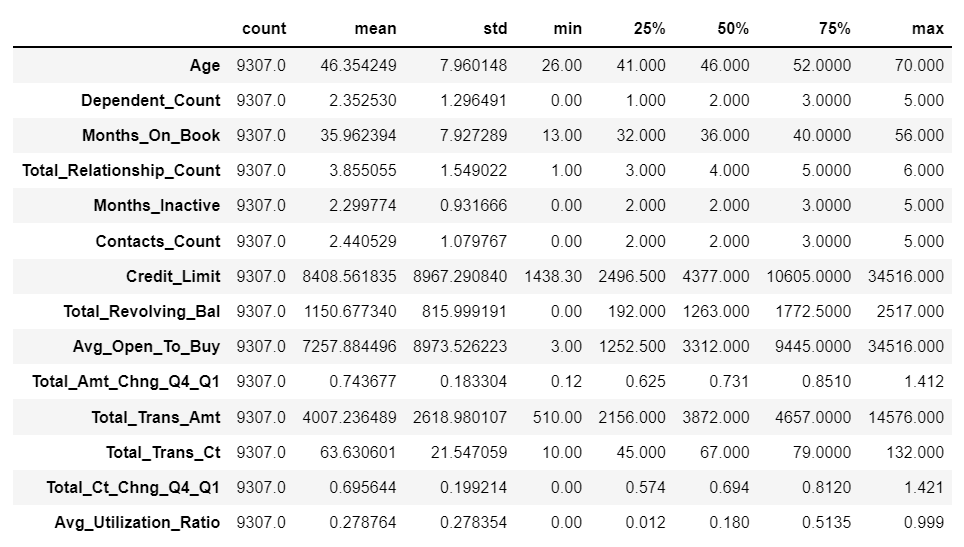 count mean std min 25% 50% 75% max
Age 9307.0 46.354249 7.960148 26.00 41.000 46.000 52.0000 70.000
Dependent_Count 9307.0 2.352530 1.296491 0.00 1.000 2.000 3.0000 5.000
Months_On_Book 9307.0 35.962394 7.927289 13.00 32.000 36.000 40.0000 56.000
Total_Relationship_Count 9307.0 3.855055 1.549022 1.00 3.000 4.000 5.0000 6.000
Months_Inactive 9307.0 2.299774 0.931666 0.00 2.000 2.000 3.0000 5.000
Contacts_Count 9307.0 2.440529 1.079767 0.00 2.000 2.000 3.0000 5.000
Credit_Limit 9307.0 8408.561835 8967.290840 1438.30 2496.500 4377.000 10605.0000 34516.000
Total_Revolving_Bal 9307.0 1150.677340 815.999191 0.00 192.000 1263.000 1772.5000 2517.000
Avg_Open_To_Buy 9307.0 7257.884496 8973.526223 3.00 1252.500 3312.000 9445.0000 34516.000
Total_Amt_Chng_Q4_Q1 9307.0 0.743677 0.183304 0.12 0.625 0.731 0.8510 1.412
Total_Trans_Amt 9307.0 4007.236489 2618.980107 510.00 2156.000 3872.000 4657.0000 14576.000
Total_Trans_Ct 9307.0 63.630601 21.547059 10.00 45.000 67.000 79.0000 132.000
Total_Ct_Chng_Q4_Q1 9307.0 0.695644 0.199214 0.00 0.574 0.694 0.8120 1.421
Avg_Utilization_Ratio 9307.0 0.278764 0.278354 0.00 0.012 0.180 0.5135 0.999